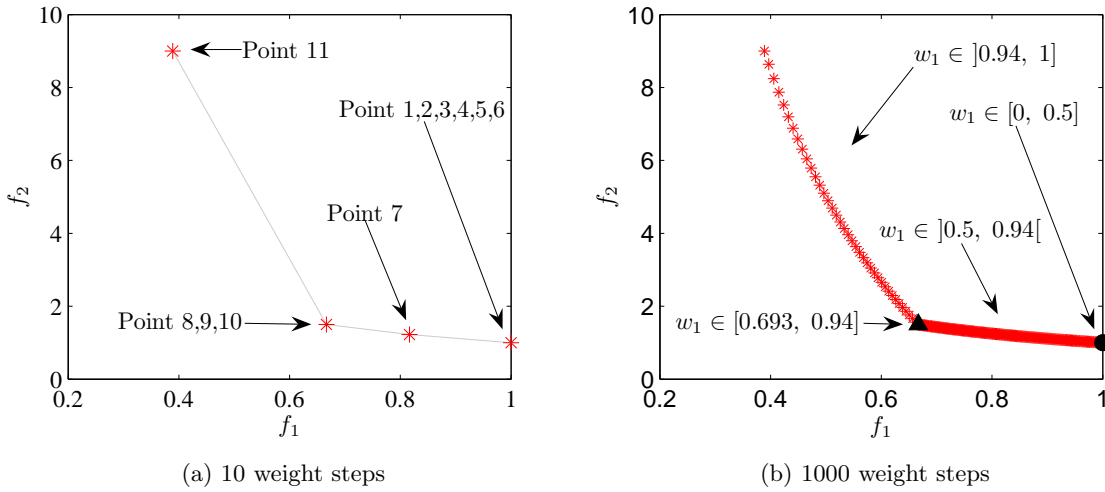 10
8
6
4
2
0
f₂
0.2
0.4
0.6
0.8
1
f₁
Point 11
Point 1,2,3,4,5,6
Point 7
Point 8,9,10
(a) 10 weight steps
10
8
6
4
2
0
f₂
0.2
0.4
0.6
0.8
1
f₁
w₁ ∈ ]0.94, 1]
w₁ ∈ [0, 0.5]
w₁ ∈ ]0.5, 0.94[
w₁ ∈ [0.693, 0.94]
(b) 1000 weight steps